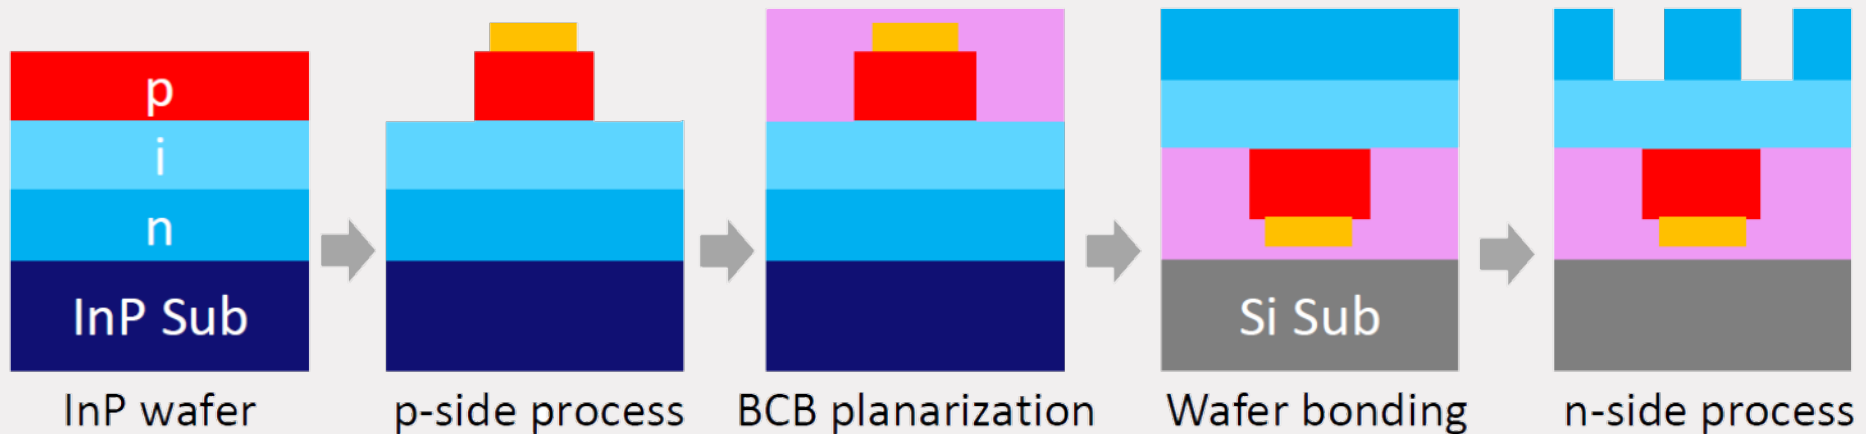 p
i
n
InP Sub
Si Sub
InP wafer
p-side process
BCB planarization
Wafer bonding
n-side process